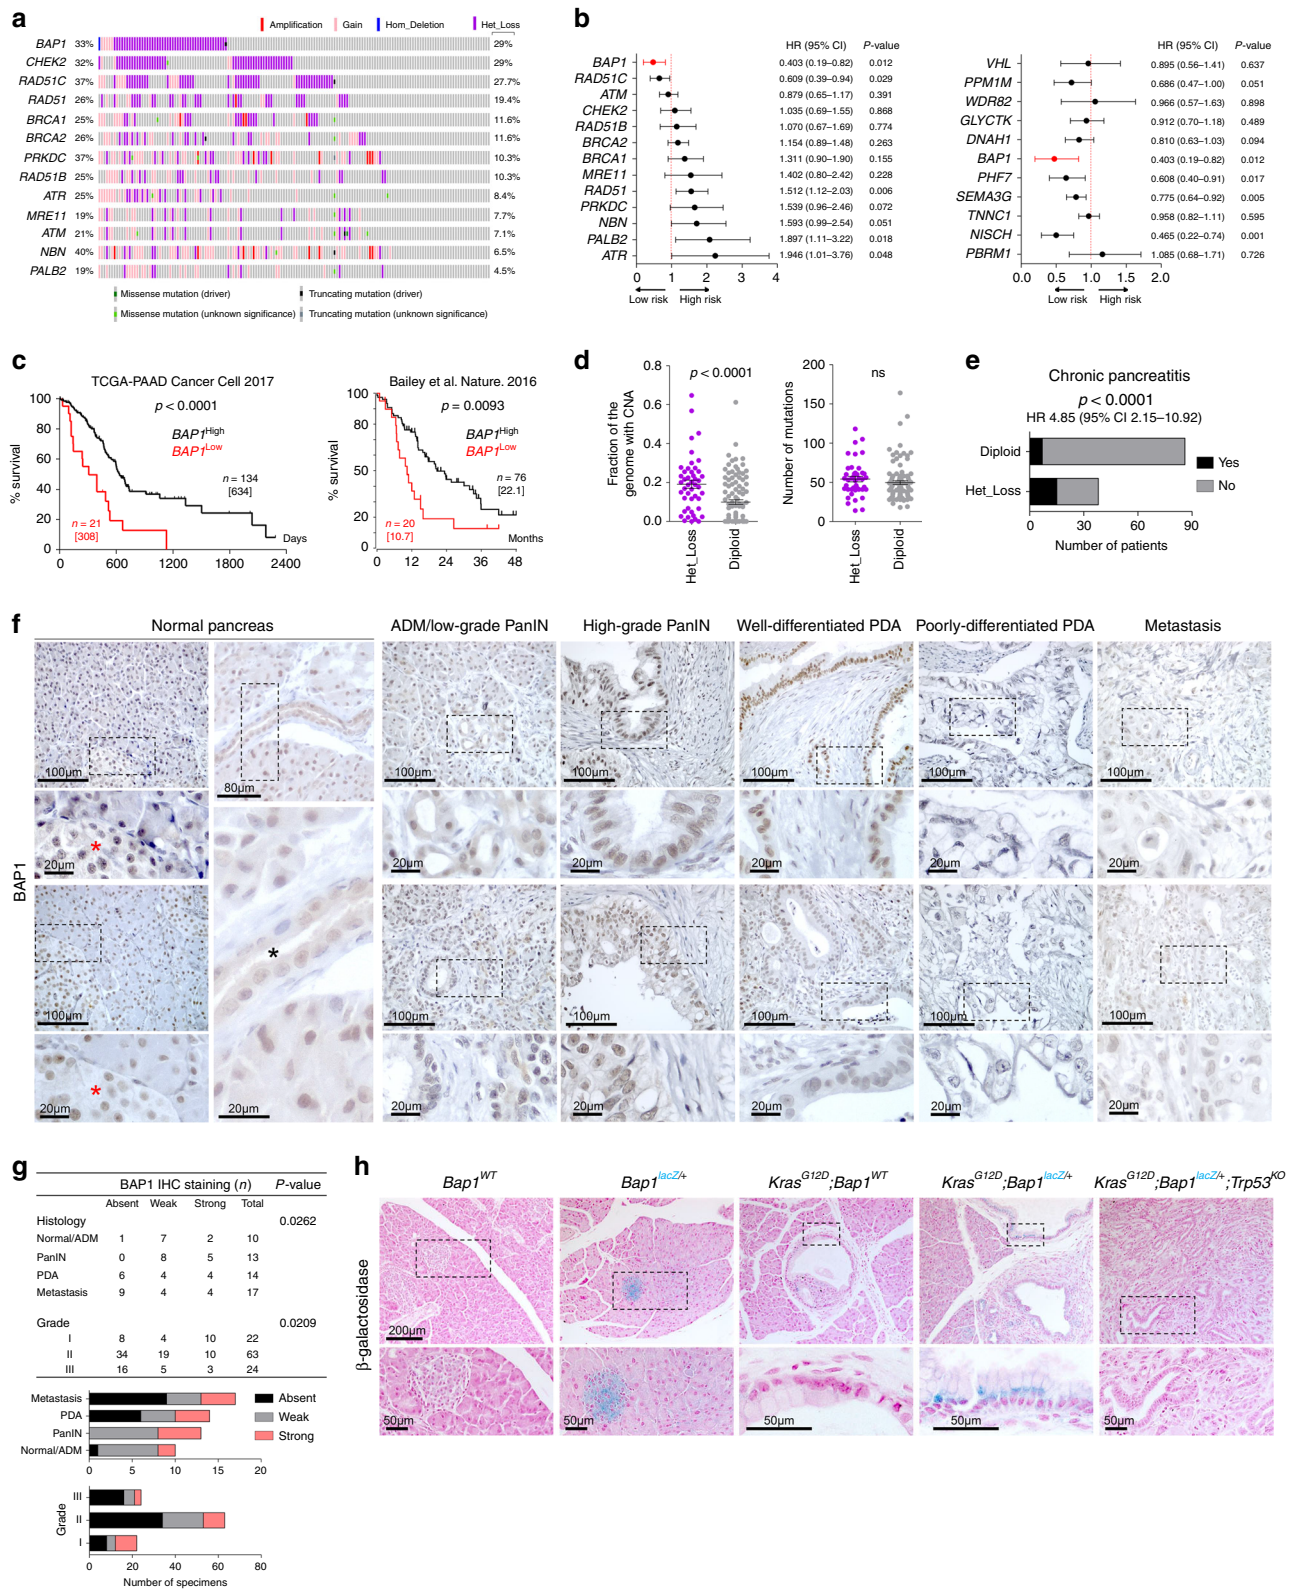 a
Amplification Gain Hom_Deletion Het_Loss
BAP1 33% 29%
CHEK2 32% 29%
RAD51C 37% 27.7%
RAD51 26% 19.4%
BRCA1 25% 11.6%
BRCA2 26% 11.6%
PRKDC 37% 10.3%
RAD51B 25% 10.3%
ATR 25% 8.4%
MRE11 19% 7.7%
ATM 21% 7.1%
NBN 40% 6.5%
PALB2 19% 4.5%
Missense mutation (driver) Truncating mutation (driver)
Missense mutation (unknown significance) Truncating mutation (unknown significance)
b
HR (95% CI) P-value
BAP1 0.403 (0.19–0.82) 0.012
RAD51C 0.609 (0.39–0.94) 0.029
ATM 0.879 (0.65–1.17) 0.391
CHEK2 1.035 (0.69–1.55) 0.868
RAD51B 1.070 (0.67–1.69) 0.774
BRCA2 1.154 (0.89–1.48) 0.263
BRCA1 1.311 (0.90–1.90) 0.155
MRE11 1.402 (0.80–2.42) 0.228
RAD51 1.512 (1.12–2.03) 0.006
PRKDC 1.539 (0.96–2.46) 0.072
NBN 1.593 (0.99–2.54) 0.051
PALB2 1.897 (1.11–3.22) 0.018
ATR 1.946 (1.01–3.76) 0.048
0 1 2 3 4
Low risk High risk
HR (95% CI) P-value
VHL 0.895 (0.56–1.41) 0.637
PPM1M 0.686 (0.47–1.00) 0.051
WDR82 0.966 (0.57–1.63) 0.898
GLYCTK 0.912 (0.70–1.18) 0.489
DNAH1 0.810 (0.63–1.03) 0.094
BAP1 0.403 (0.19–0.82) 0.012
PHF7 0.608 (0.40–0.91) 0.017
SEMA3G 0.775 (0.64–0.92) 0.005
TNNC1 0.958 (0.82–1.11) 0.595
NISCH 0.465 (0.22–0.74) 0.001
PBRM1 1.085 (0.68–1.71) 0.726
0.0 0.5 1.0 1.5 2.0
Low risk High risk
c
TCGA-PAAD Cancer Cell 2017
p < 0.0001
BAP1High
BAP1Low
n = 134
[634]
n = 21
[308]
% survival
100
80
60
40
20
0
0 600 1200 1800 2400
Days
Bailey et al. Nature. 2016
p = 0.0093
BAP1High
BAP1Low
n = 76
[22.1]
n = 20
[10.7]
% survival
100
50
20
0
0 12 24 36 48
Months
d
p < 0.0001
Fraction of the
genome with CNA
0.8
0.6
0.4
0.2
0.0
Het_Loss
Diploid
ns
Number of mutations
200
150
100
50
0
Het_Loss
Diploid
e
Chronic pancreatitis
p < 0.0001
HR 4.85 (95% CI 2.15–10.92)
Diploid
Het_Loss
Yes
No
0 30 60 90
Number of patients
f
Normal pancreas ADM/low-grade PanIN High-grade PanIN Well-differentiated PDA Poorly-differentiated PDA Metastasis
BAP1
100µm 80µm 100µm 100µm 100µm 100µm 100µm
* 20µm 20µm 20µm 20µm 20µm 20µm
100µm * 100µm 100µm 100µm 100µm 100µm
* 20µm 20µm 20µm 20µm 20µm 20µm 20µm
g
BAP1 IHC staining (n) P-value
Absent Weak Strong Total
Histology 0.0262
Normal/ADM 1 7 2 10
PanIN 0 8 5 13
PDA 6 4 4 14
Metastasis 9 4 4 17
Grade 0.0209
I 8 4 10 22
II 34 19 10 63
III 16 5 3 24
Metastasis
PDA
PanIN
Normal/ADM
Absent
Weak
Strong
0 5 10 15 20
Grade
III
II
I
0 20 40 60 80
Number of specimens
h
Bap1WT Bap1lacZ/+ KrasG12D;Bap1WT KrasG12D;Bap1lacZ/+ KrasG12D;Bap1lacZ/+;Trp53KO
β-galactosidase
200µm
50µm 50µm 50µm 50µm 50µm